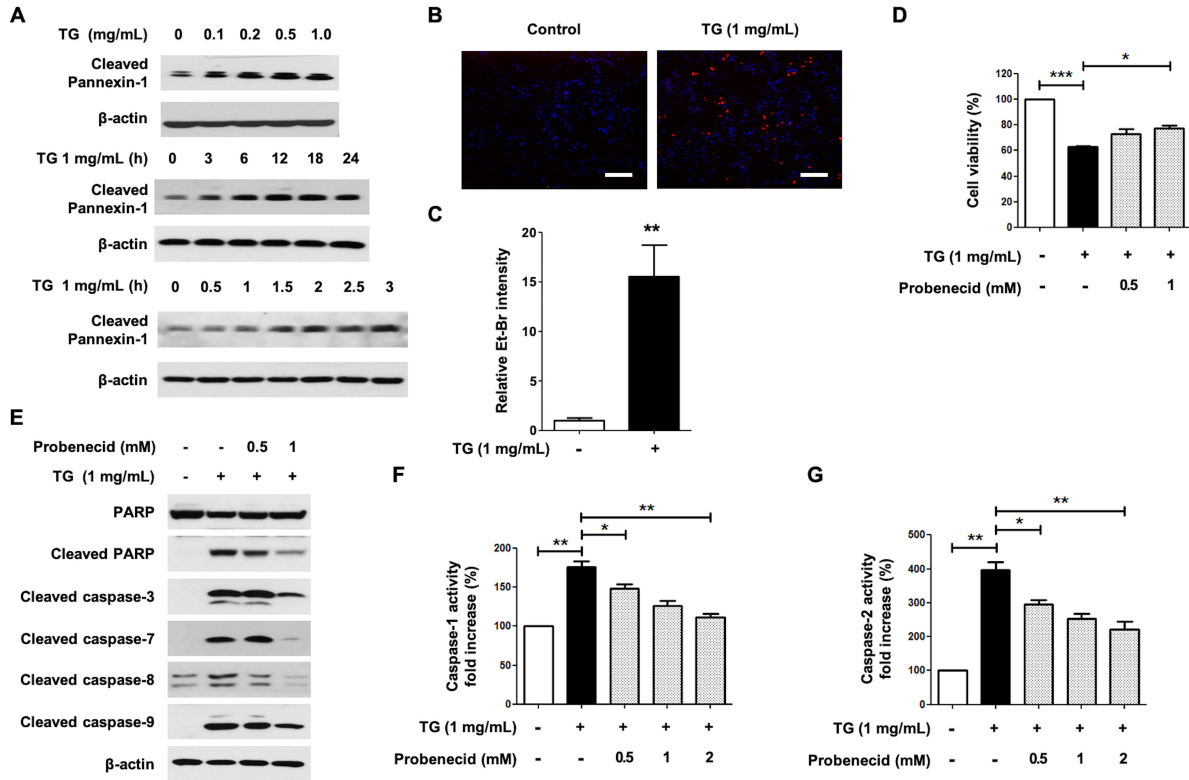 A
TG (mg/mL) 0 0.1 0.2 0.5 1.0
Cleaved
Pannexin-1
β-actin
TG 1 mg/mL (h) 0 3 6 12 18 24
Cleaved
Pannexin-1
β-actin
TG 1 mg/mL (h) 0 0.5 1 1.5 2 2.5 3
Cleaved
Pannexin-1
β-actin
B
Control TG (1 mg/mL)
C
Relative Et-Br intensity
20
15
10
5
0
**
TG (1 mg/mL) - +
D
Cell viability (%)
120
100
80
60
40
20
0
***
*
TG (1 mg/mL) - + + +
Probenecid (mM) - - 0.5 1
E
Probenecid (mM) - - 0.5 1
TG (1 mg/mL) - + + +
PARP
Cleaved PARP
Cleaved caspase-3
Cleaved caspase-7
Cleaved caspase-8
Cleaved caspase-9
β-actin
F
Caspase-1 activity
fold increase (%)
200
150
100
50
0
**
*
**
TG (1 mg/mL) - + + + +
Probenecid (mM) - - 0.5 1 2
G
Caspase-2 activity
fold increase (%)
500
400
300
200
100
0
**
*
**
TG (1 mg/mL) - + + + +
Probenecid (mM) - - 0.5 1 2